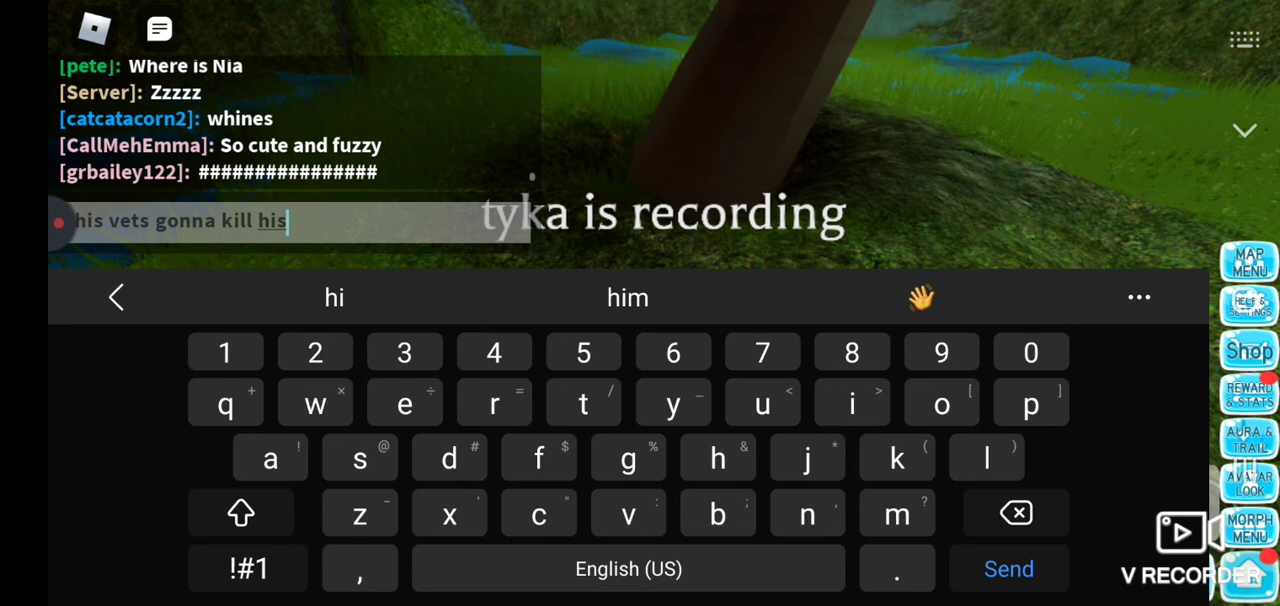 [pete]: Where is Nia
[Server]: Zzzzz
[catcatacorn2]: whines
[CallMehEmma]: So cute and fuzzy
[grbailey122]: ###############
his vets gonna kill his
tyka is recording
MAP MENU
HELP & SETTINGS
Shop
REWARD & STATS
AURA & TRAIL
AVATAR LOOK
MORPH MENU
hi him 👋 ...
1 2 3 4 5 6 7 8 9 0
q + w × e ÷ r = t / y _ u < i > o [ p ]
a ! s @ d # f $ g % h & j * k ( l )
z - x ' c " v : b ; n , m ?
!#1 , English (US) . Send
V RECORDER